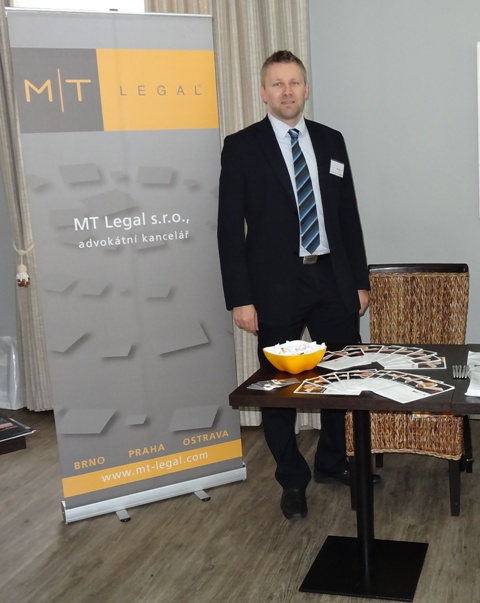 M|T LEGAL®
MT Legal s.r.o.,
advokátní kancelář
BRNO PRAHA OSTRAVA
www.mt-legal.com